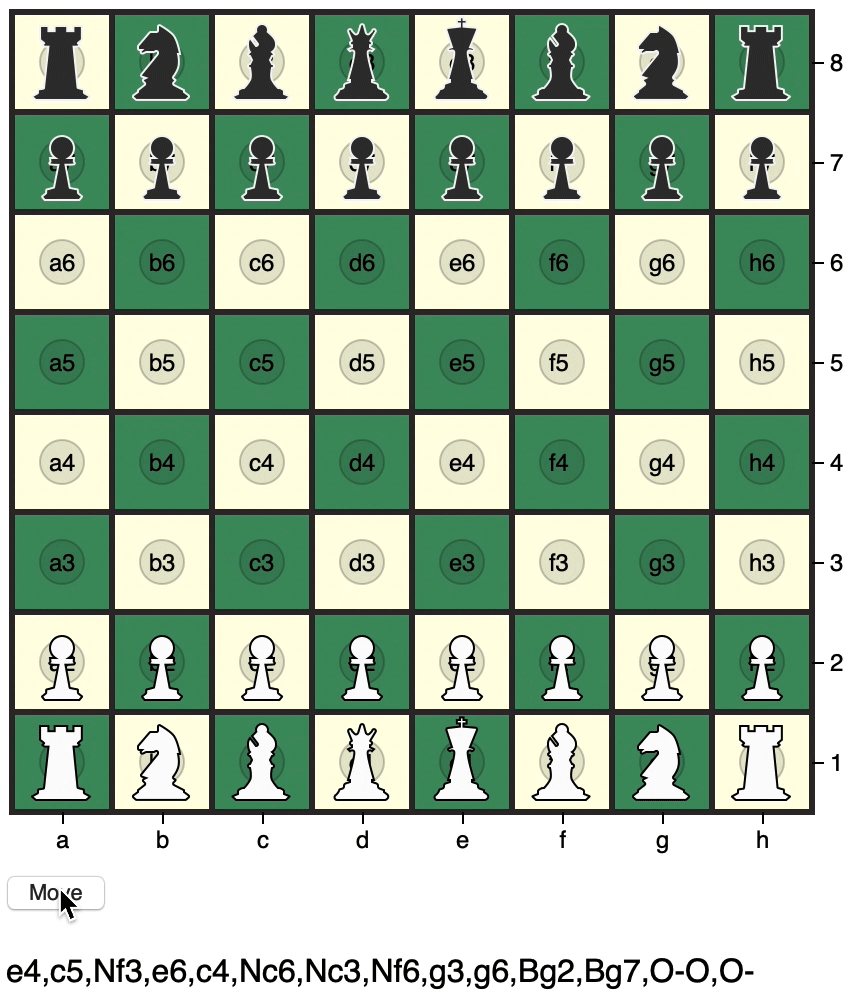 8
7
a6 b6 c6 d6 e6 f6 g6 h6 6
a5 b5 c5 d5 e5 f5 g5 h5 5
a4 b4 c4 d4 e4 f4 g4 h4 4
a3 b3 c3 d3 e3 f3 g3 h3 3
2
1
a b c d e f g h
Move
e4,c5,Nf3,e6,c4,Nc6,Nc3,Nf6,g3,g6,Bg2,Bg7,O-O,O-